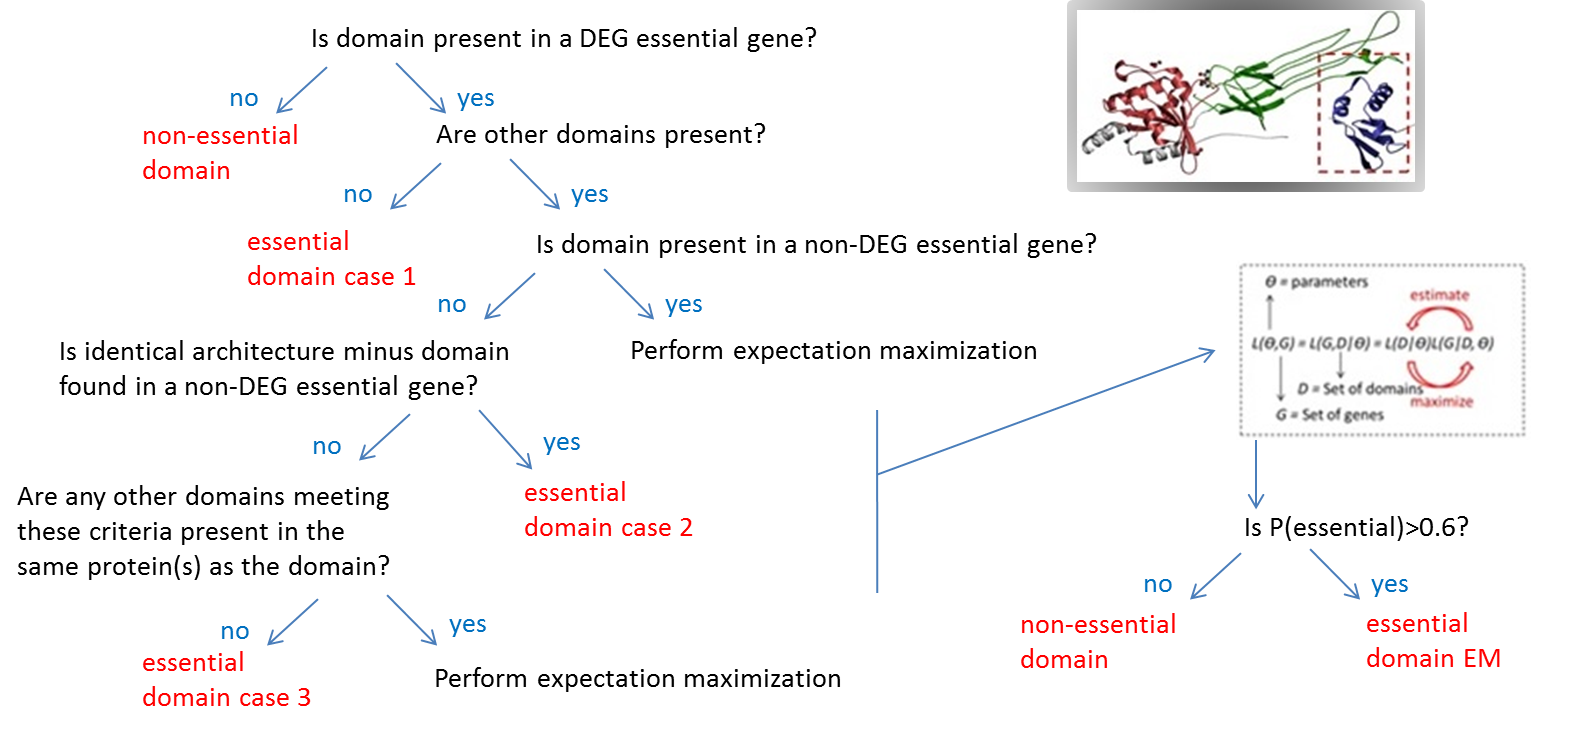 Is domain present in a DEG essential gene?
no
yes
non-essential
domain
Are other domains present?
no
yes
essential
domain case 1
Is domain present in a non-DEG essential gene?
no
yes
Is identical architecture minus domain
found in a non-DEG essential gene?
Perform expectation maximization
no
yes
Are any other domains meeting
these criteria present in the
same protein(s) as the domain?
essential
domain case 2
no
yes
essential
domain case 3
Perform expectation maximization
Θ = parameters
estimate
L(Θ,G) = L(G,D|Θ) = L(D|Θ)L(G|D, Θ)
D = Set of domains
maximize
G = Set of genes
Is P(essential)>0.6?
no
yes
non-essential
domain
essential
domain EM